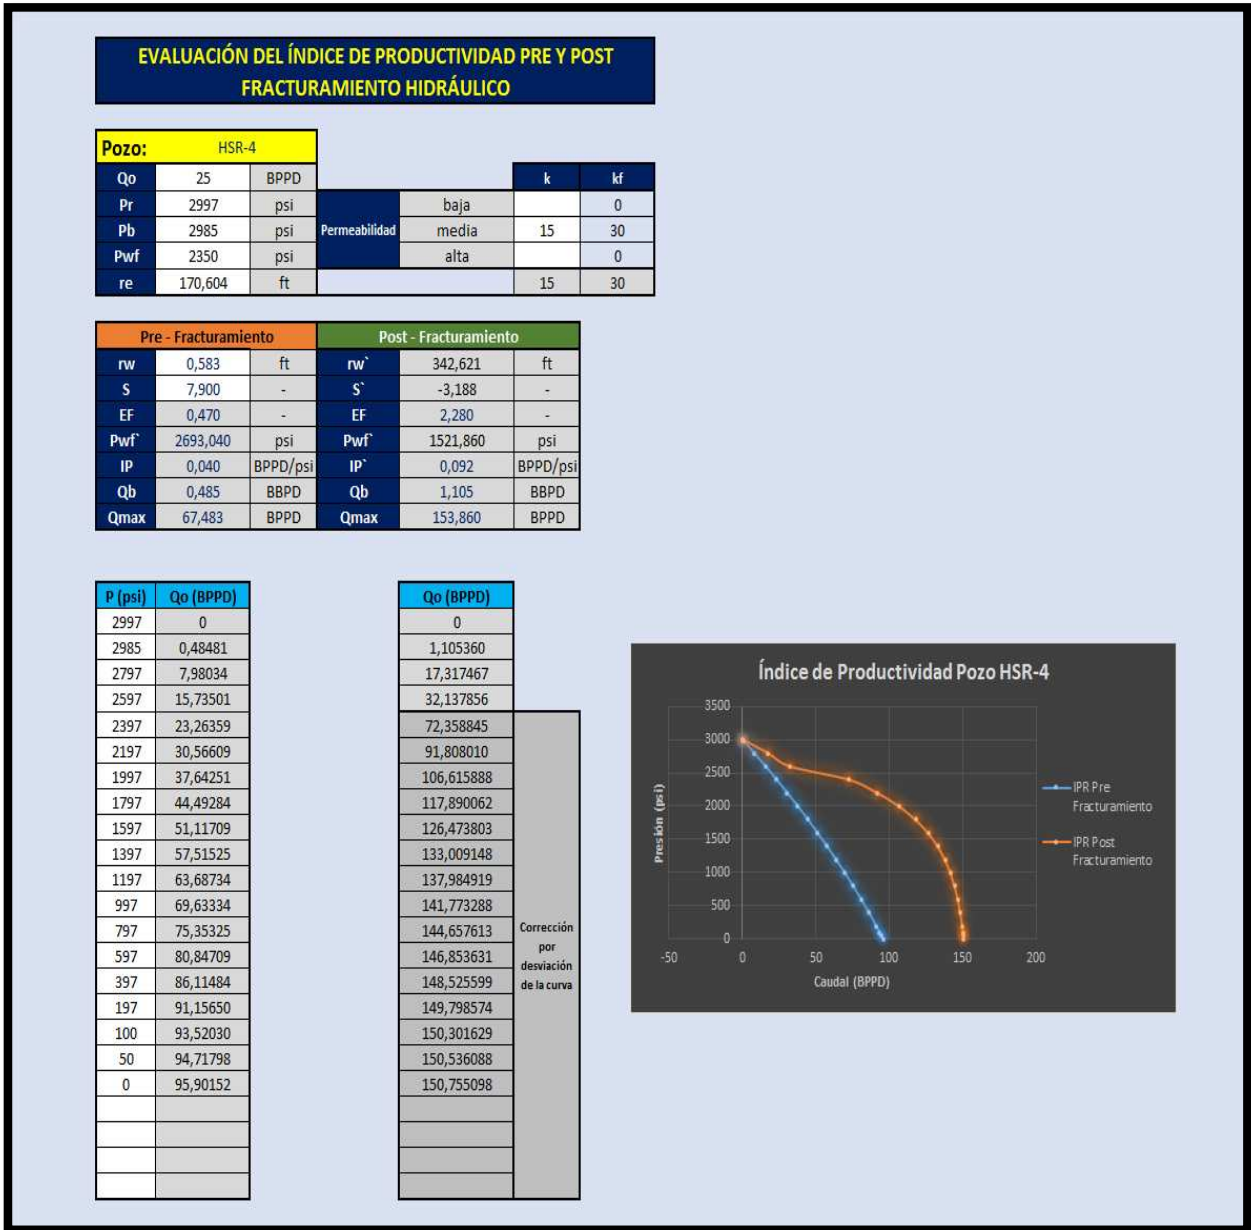 EVALUACIÓN DEL ÍNDICE DE PRODUCTIVIDAD PRE Y POST
FRACTURAMIENTO HIDRÁULICO
Pozo: HSR-4
Qo 25 BPPD k kf
Pr 2997 psi baja 0
Pb 2985 psi Permeabilidad media 15 30
Pwf 2350 psi alta 0
re 170,604 ft 15 30
Pre - Fracturamiento Post - Fracturamiento
rw 0,583 ft rw` 342,621 ft
S 7,900 - S` -3,188 -
EF 0,470 - EF 2,280 -
Pwf` 2693,040 psi Pwf` 1521,860 psi
IP 0,040 BPPD/psi IP` 0,092 BPPD/psi
Qb 0,485 BBPD Qb 1,105 BBPD
Qmax 67,483 BPPD Qmax 153,860 BPPD
P (psi) Qo (BPPD) Qo (BPPD)
2997 0 0
2985 0,48481 1,105360
2797 7,98034 17,317467
2597 15,73501 32,137856
2397 23,26359 72,358845
2197 30,56609 91,808010
1997 37,64251 106,615888
1797 44,49284 117,890062
1597 51,11709 126,473803
1397 57,51525 133,009148
1197 63,68734 137,984919
997 69,63334 141,773288
797 75,35325 144,657613
597 80,84709 146,853631
397 86,11484 148,525599
197 91,15650 149,798574
100 93,52030 150,301629
50 94,71798 150,536088
0 95,90152 150,755098
Corrección
por
desviación
de la curva
Índice de Productividad Pozo HSR-4
Presión (psi)
3500
3000
2500
2000
1500
1000
500
0
-50 0 50 100 150 200
Caudal (BPPD)
IPR Pre
Fracturamiento
IPR Post
Fracturamiento